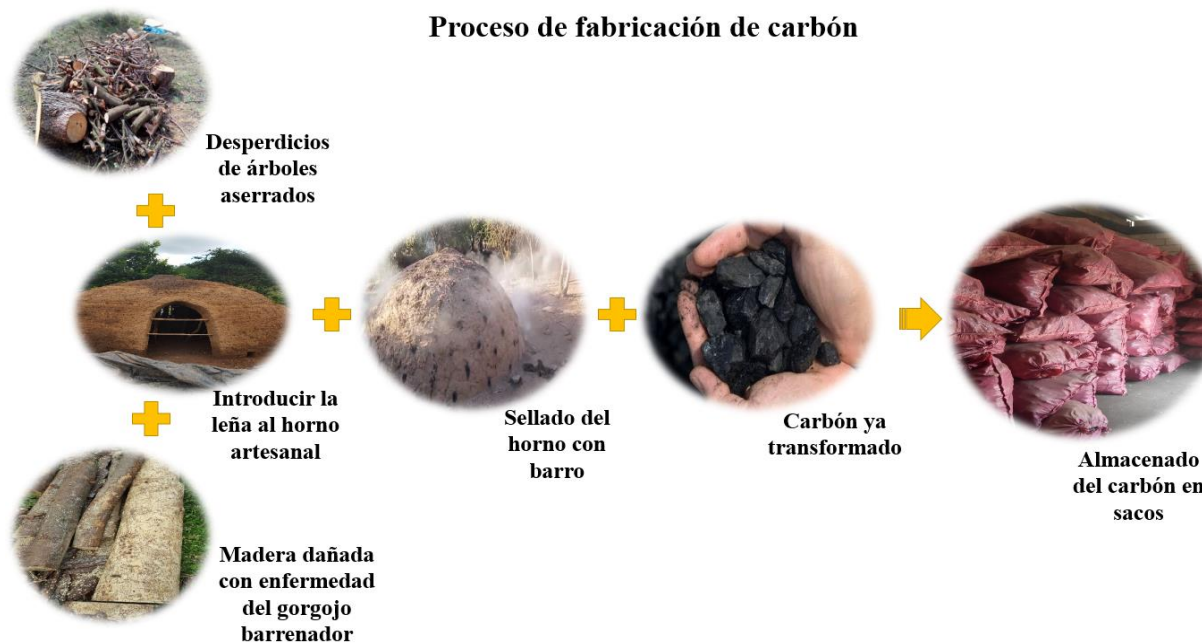 Proceso de fabricación de carbón
Desperdicios
de árboles
aserrados
Introducir la
leña al horno
artesanal
Sellado del
horno con
barro
Carbón ya
transformado
Almacenado
del carbón en
sacos
Madera dañada
con enfermedad
del gorgojo
barrenador